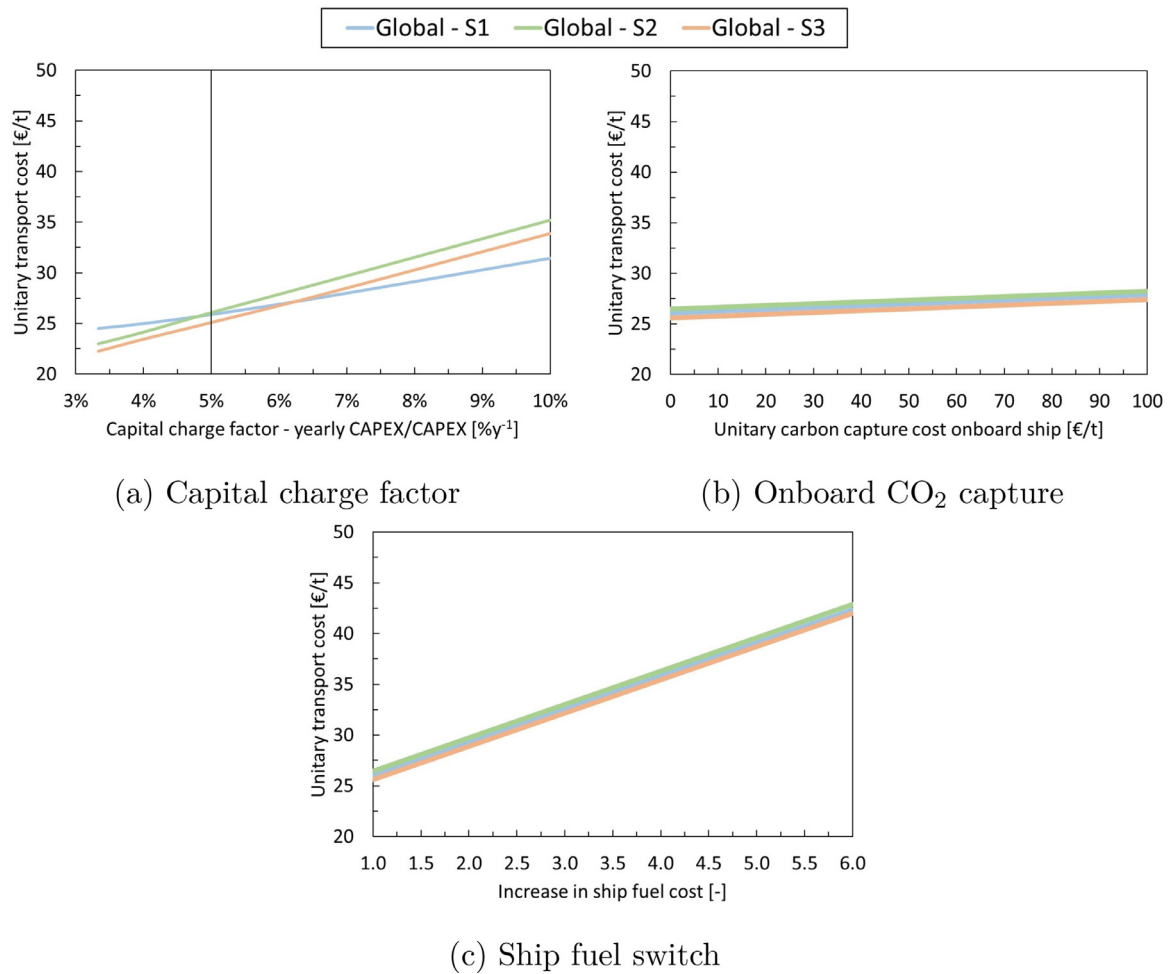 Global - S1 Global - S2 Global - S3
Unitary transport cost [€/t]
50
45
40
35
30
25
20
3% 4% 5% 6% 7% 8% 9% 10%
Capital charge factor - yearly CAPEX/CAPEX [%y⁻¹]
(a) Capital charge factor
Unitary transport cost [€/t]
50
45
40
35
30
25
20
0 10 20 30 40 50 60 70 80 90 100
Unitary carbon capture cost onboard ship [€/t]
(b) Onboard CO₂ capture
Unitary transport cost [€/t]
50
45
40
35
30
25
20
1.0 1.5 2.0 2.5 3.0 3.5 4.0 4.5 5.0 5.5 6.0
Increase in ship fuel cost [-]
(c) Ship fuel switch